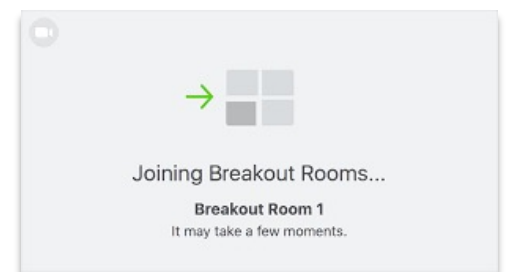 Joining Breakout Rooms...
Breakout Room 1
It may take a few moments.